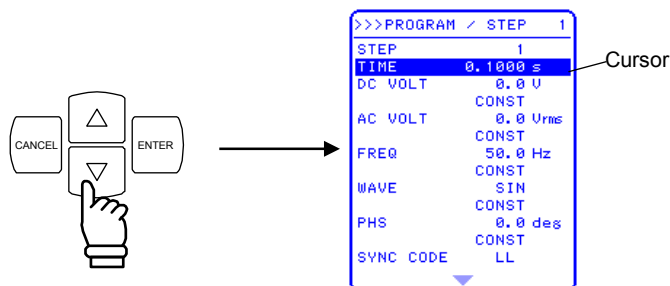 CANCEL
ENTER
>>>PROGRAM / STEP 1
STEP 1
TIME 0.1000 s
DC VOLT 0.0 V
CONST
AC VOLT 0.0 Vrms
CONST
FREQ 50.0 Hz
CONST
WAVE SIN
CONST
PHS 0.0 deg
CONST
SYNC CODE LL
Cursor